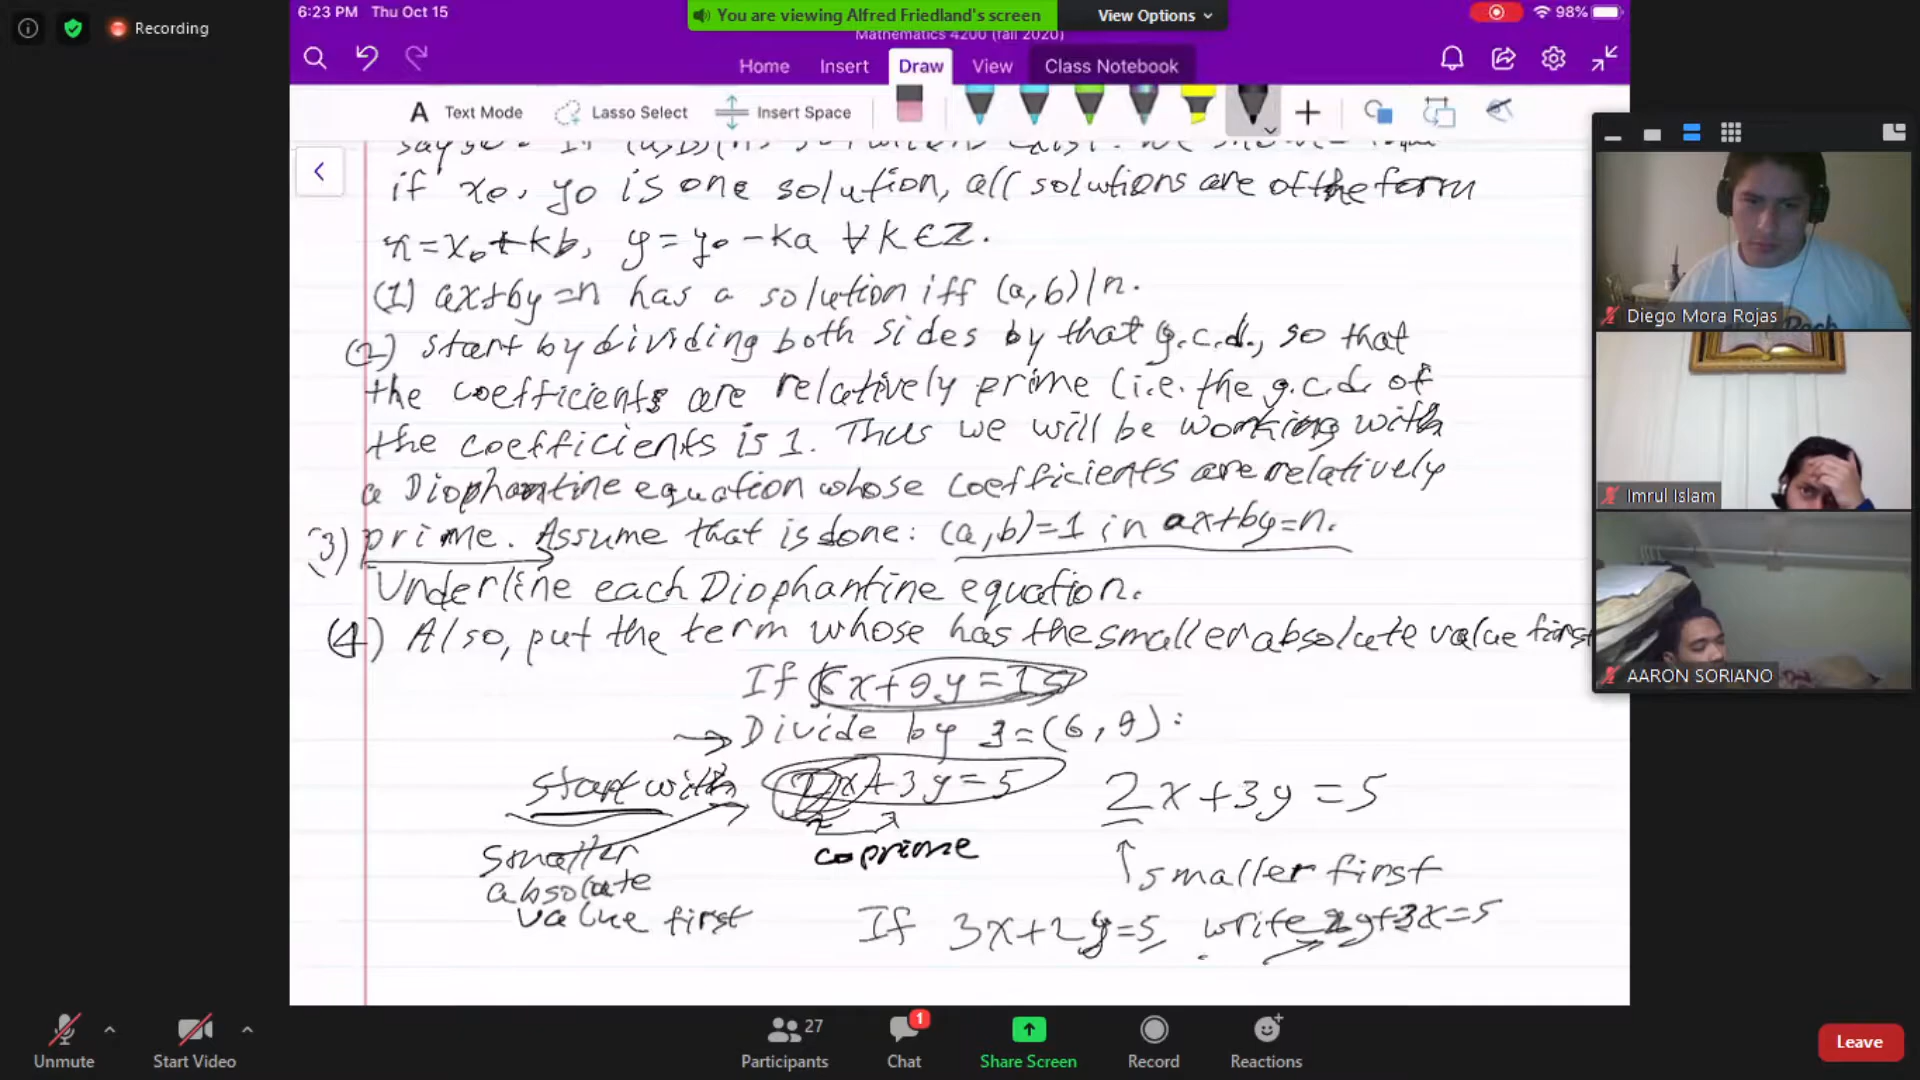 6:23 PM Thu Oct 15
You are viewing Alfred Friedland's screen
View Options
98%
Recording
Mathematics 4200 (fall 2020)
Home Insert Draw View Class Notebook
A Text Mode Lasso Select Insert Space
if x0, y0 is one solution, all solutions are of the form
x = x0 + kb, y = y0 - ka ∀ k ∈ Z.
(1) ax+by=n has a solution iff (a,b)|n.
(2) start by dividing both sides by that g.c.d., so that
the coefficients are relatively prime (i.e. the g.c.d. of
the coefficients is 1. Thus we will be working with
a Diophantine equation whose coefficients are relatively
(3) prime. Assume that is done: (a,b)=1 in ax+by=n.
Underline each Diophantine equation.
(4) Also, put the term whose has the smaller absolute value first
If 6x+9y=15
→ Divide by 3=(6,9):
start with 2x+3y=5 2x+3y=5
smaller coprime ↑ smaller first
absolute
value first If 3x+2y=5 write 2y+3x=5
Diego Mora Rojas
Imrul Islam
AARON SORIANO
Unmute
Start Video
27
Participants
1
Chat
Share Screen
Record
Reactions
Leave